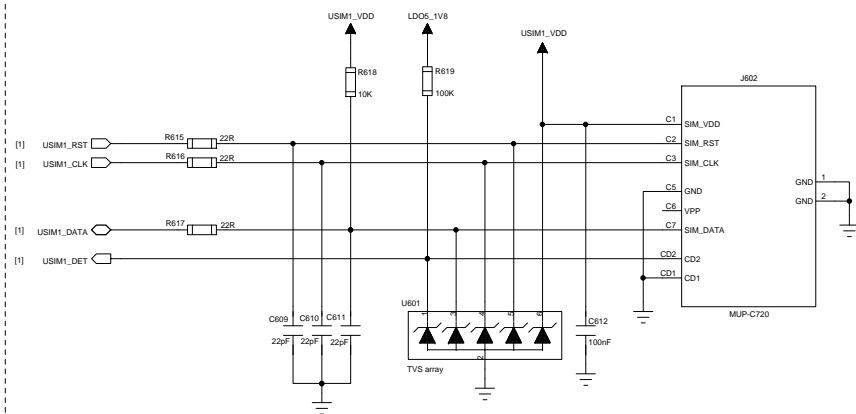 USIM1_VDD
LDO5_1V8
USIM1_VDD
R618
10K
R619
100K
J602
[1] USIM1_RST R615 22R C1 SIM_VDD
C2 SIM_RST
[1] USIM1_CLK R616 22R C3 SIM_CLK
GND 1
C5 GND
GND 2
C6 VPP
[1] USIM1_DATA R617 22R C7 SIM_DATA
[1] USIM1_DET CD2 CD2
CD1 CD1
U601
MUP-C720
1 3 4 5 6
C609 C610 C611
22pF 22pF 22pF
C612
100nF
2
TVS array